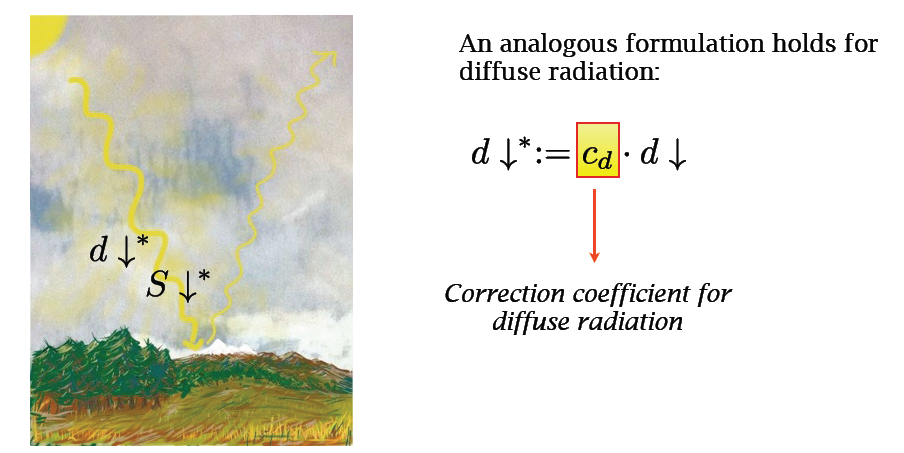 An analogous formulation holds for
diffuse radiation:
d ↓*:= c_d · d ↓
d ↓*
S ↓*
Correction coefficient for
diffuse radiation